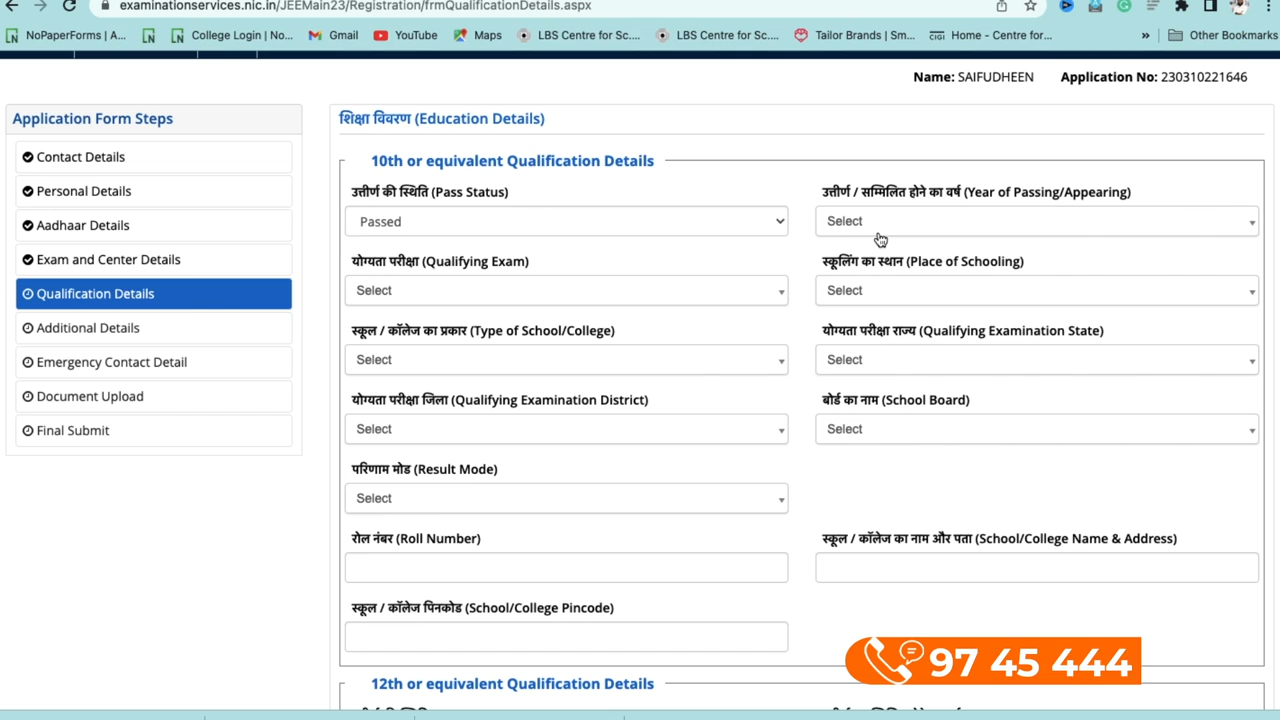 examinationservices.nic.in/JEEMain23/Registration/frmQualificationDetails.aspx
NoPaperForms | A... College Login | No... Gmail YouTube Maps LBS Centre for Sc.... LBS Centre for Sc.... Tailor Brands | Sm... CIGI Home - Centre for... » Other Bookmarks
Name: SAIFUDHEEN Application No: 230310221646
Application Form Steps
Contact Details
Personal Details
Aadhaar Details
Exam and Center Details
Qualification Details
Additional Details
Emergency Contact Detail
Document Upload
Final Submit
शिक्षा विवरण (Education Details)
10th or equivalent Qualification Details
उत्तीर्ण की स्थिति (Pass Status) उत्तीर्ण / सम्मिलित होने का वर्ष (Year of Passing/Appearing)
Passed Select
योग्यता परीक्षा (Qualifying Exam) स्कूलिंग का स्थान (Place of Schooling)
Select Select
स्कूल / कॉलेज का प्रकार (Type of School/College) योग्यता परीक्षा राज्य (Qualifying Examination State)
Select Select
योग्यता परीक्षा जिला (Qualifying Examination District) बोर्ड का नाम (School Board)
Select Select
परिणाम मोड (Result Mode)
Select
रोल नंबर (Roll Number) स्कूल / कॉलेज का नाम और पता (School/College Name & Address)
स्कूल / कॉलेज पिनकोड (School/College Pincode)
97 45 444
12th or equivalent Qualification Details